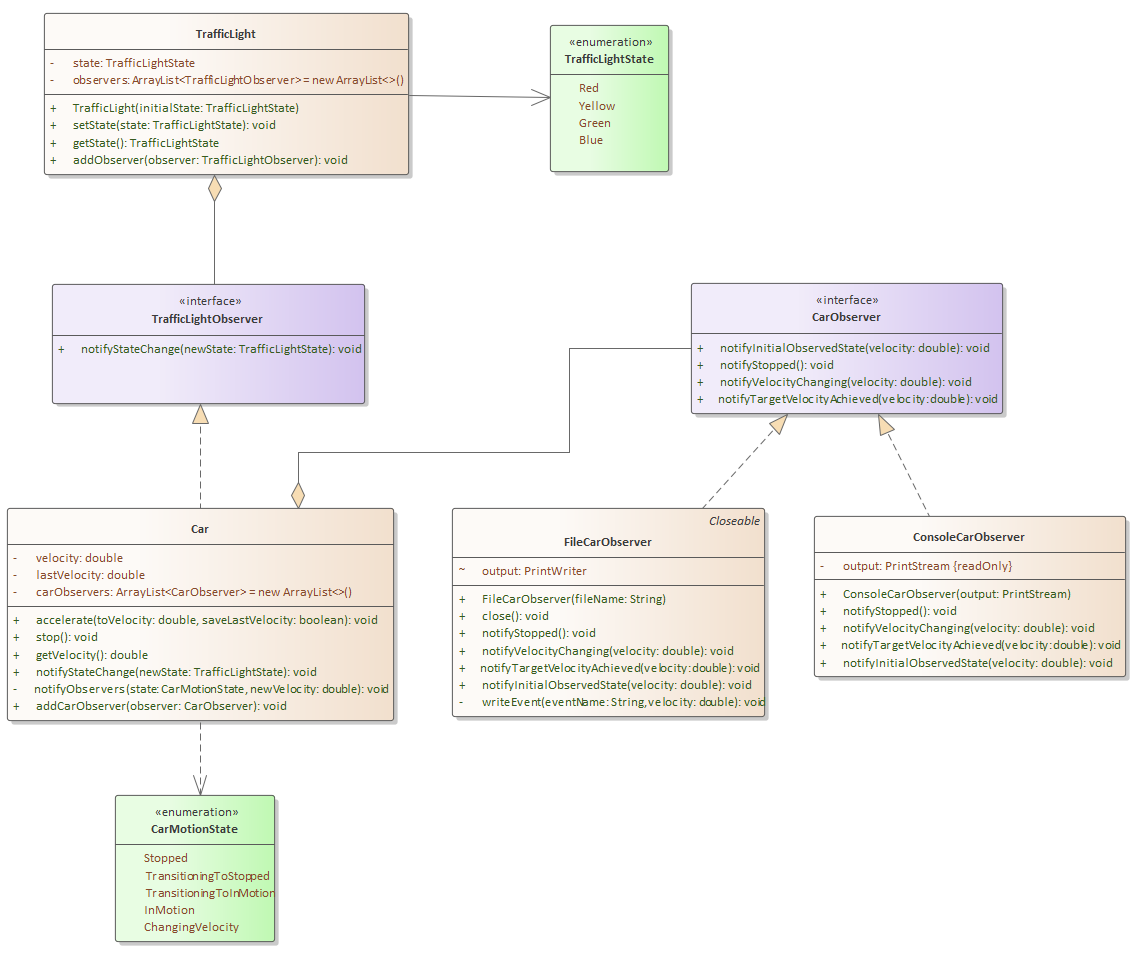 TrafficLight
- state: TrafficLightState
- observers: ArrayList<TrafficLightObserver> = new ArrayList<>()
+ TrafficLight(initialState: TrafficLightState)
+ setState(state: TrafficLightState): void
+ getState(): TrafficLightState
+ addObserver(observer: TrafficLightObserver): void
«enumeration»
TrafficLightState
Red
Yellow
Green
Blue
«interface»
TrafficLightObserver
+ notifyStateChange(newState: TrafficLightState): void
«interface»
CarObserver
+ notifyInitialObservedState(velocity: double): void
+ notifyStopped(): void
+ notifyVelocityChanging(velocity: double): void
+ notifyTargetVelocityAchieved(velocity:double): void
Car
- velocity: double
- lastVelocity: double
- carObservers: ArrayList<CarObserver> = new ArrayList<>()
+ accelerate(toVelocity: double, saveLastVelocity: boolean): void
+ stop(): void
+ getVelocity(): double
+ notifyStateChange(newState: TrafficLightState): void
- notifyObservers(state: CarMotionState, newVelocity: double): void
+ addCarObserver(observer: CarObserver): void
Closeable
FileCarObserver
~ output: PrintWriter
+ FileCarObserver(fileName: String)
+ close(): void
+ notifyStopped(): void
+ notifyVelocityChanging(velocity: double): void
+ notifyTargetVelocityAchieved(velocity:double): void
+ notifyInitialObservedState(velocity: double): void
- writeEvent(eventName: String,velocity: double): void
ConsoleCarObserver
- output: PrintStream {readOnly}
+ ConsoleCarObserver(output: PrintStream)
+ notifyStopped(): void
+ notifyVelocityChanging(velocity: double): void
+ notifyTargetVelocityAchieved(velocity:double): void
+ notifyInitialObservedState(velocity: double): void
«enumeration»
CarMotionState
Stopped
TransitioningToStopped
TransitioningToInMotion
InMotion
ChangingVelocity